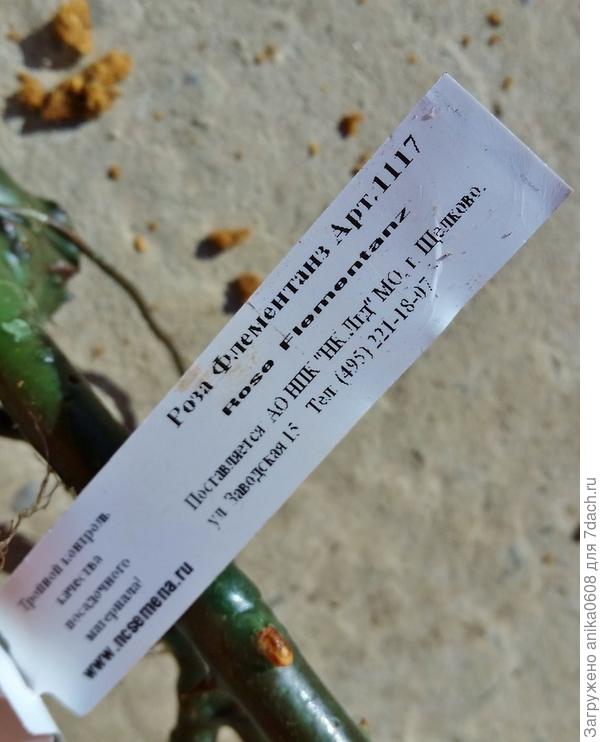 Роза Флементанз Арт.1117
Rose Flementanz
Поставляется АО НПК "НК.Лтд" МО, г. Щелково,
ул Заводская 15 Тел. (495) 221-18-07
Тройной контроль
качества
посадочного
материала!
www.ncsemena.ru
Загружено anika0608 для 7dach.ru